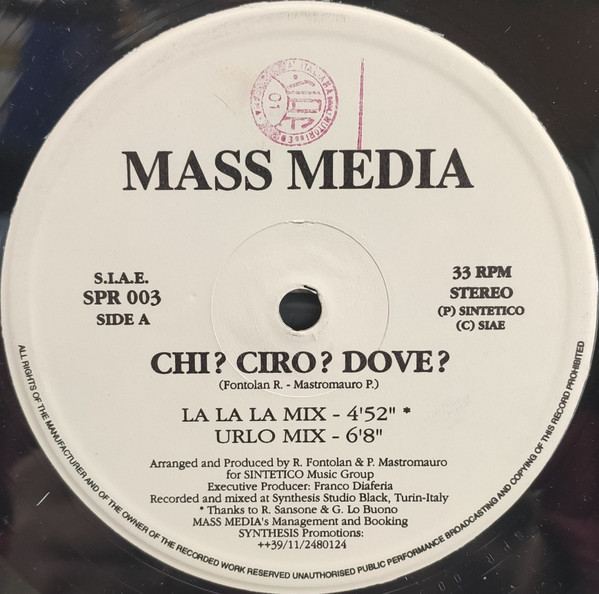 MASS MEDIA
S.I.A.E.
SPR 003
SIDE A
33 RPM
STEREO
(P) SINTETICO
(C) SIAE
CHI? CIRO? DOVE?
(Fontolan R. - Mastromauro P.)
LA LA LA MIX - 4'52" *
URLO MIX - 6'8"
Arranged and Produced by R. Fontolan & P. Mastromauro
for SINTETICO Music Group
Executive Producer: Franco Diaferia
Recorded and mixed at Synthesis Studio Black, Turin-Italy
* Thanks to R. Sansone & G. Lo Buono
MASS MEDIA's Management and Booking
SYNTHESIS Promotions:
++39/11/2480124
ALL RIGHTS OF THE MANUFACTURER AND OF THE OWNER OF THE RECORDED WORK RESERVED UNAUTHORISED PUBLIC PERFORMANCE BROADCASTING AND COPYING OF THIS RECORD PROHIBITED